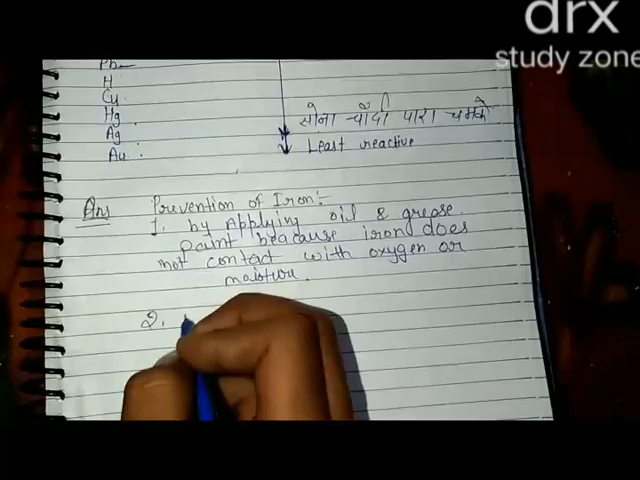 drx
study zone
Pb
H
Cu
Hg
Ag
Au
सोना चाँदी पारा चमके
Least reactive
Ans Prevention of Iron :-
1. by Applying oil & grease
paint beacause iron does
not contact with oxygen or
moisture.
2.